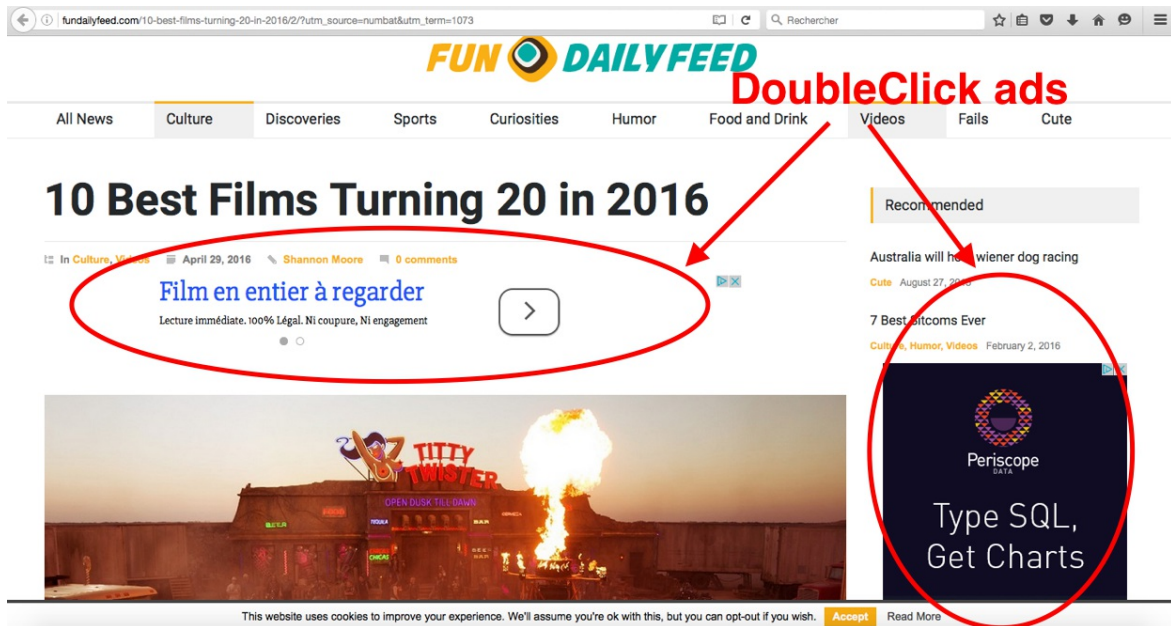 fundailyfeed.com/10-best-films-turning-20-in-2016/2/?utm_source=numbat&utm_term=1073
Rechercher
FUN DAILYFEED
DoubleClick ads
All News Culture Discoveries Sports Curiosities Humor Food and Drink Videos Fails Cute
10 Best Films Turning 20 in 2016
In Culture, Videos April 29, 2016 Shannon Moore 0 comments
Film en entier à regarder
Lecture immédiate. 100% Légal. Ni coupure, Ni engagement
Recommended
Australia will wiener dog racing
Cute August 27,
7 Best Sitcoms Ever
Culture, Humor, Videos February 2, 2016
Periscope
DATA
Type SQL,
Get Charts
TITTY
TWISTER
OPEN DUSK TILL DAWN
FOOD
TEQUILA
BAR
CHICAS
This website uses cookies to improve your experience. We'll assume you're ok with this, but you can opt-out if you wish. Accept Read More